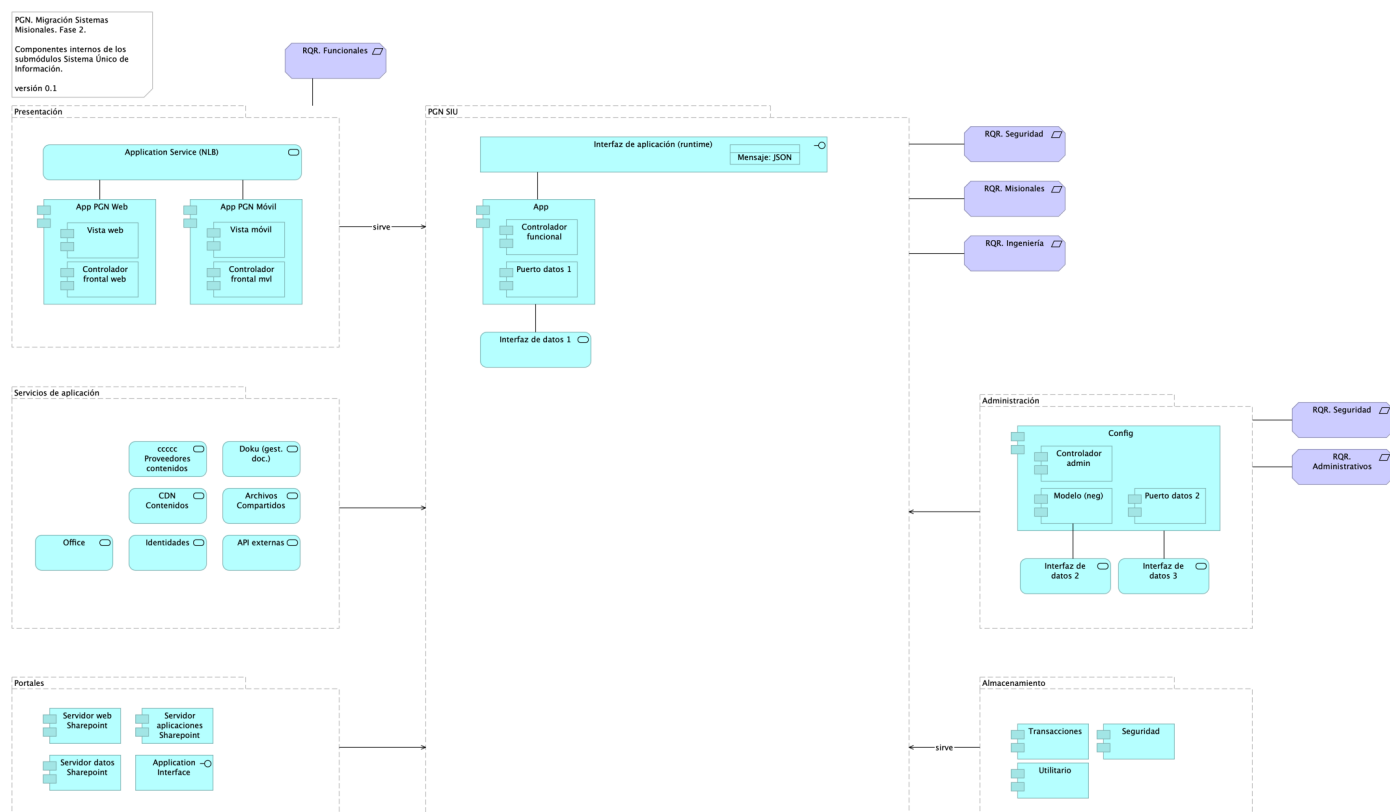 PGN. Migración Sistemas
Misionales. Fase 2.
Componentes internos de los
submódulos Sistema Único de
Información.
versión 0.1
RQR. Funcionales
Presentación
Application Service (NLB)
App PGN Web
Vista web
Controlador
frontal web
App PGN Móvil
Vista móvil
Controlador
frontal mvl
sirve
PGN SIU
Interfaz de aplicación (runtime)
Mensaje: JSON
App
Controlador
funcional
Puerto datos 1
Interfaz de datos 1
RQR. Seguridad
RQR. Misionales
RQR. Ingeniería
Servicios de aplicación
ccccc
Proveedores
contenidos
Doku (gest.
doc.)
CDN
Contenidos
Archivos
Compartidos
Office
Identidades
API externas
Administración
Config
Controlador
admin
Modelo (neg)
Puerto datos 2
Interfaz de
datos 2
Interfaz de
datos 3
RQR. Seguridad
RQR.
Administrativos
Portales
Servidor web
Sharepoint
Servidor
aplicaciones
Sharepoint
Servidor datos
Sharepoint
Application
Interface
Almacenamiento
sirve
Transacciones
Seguridad
Utilitario